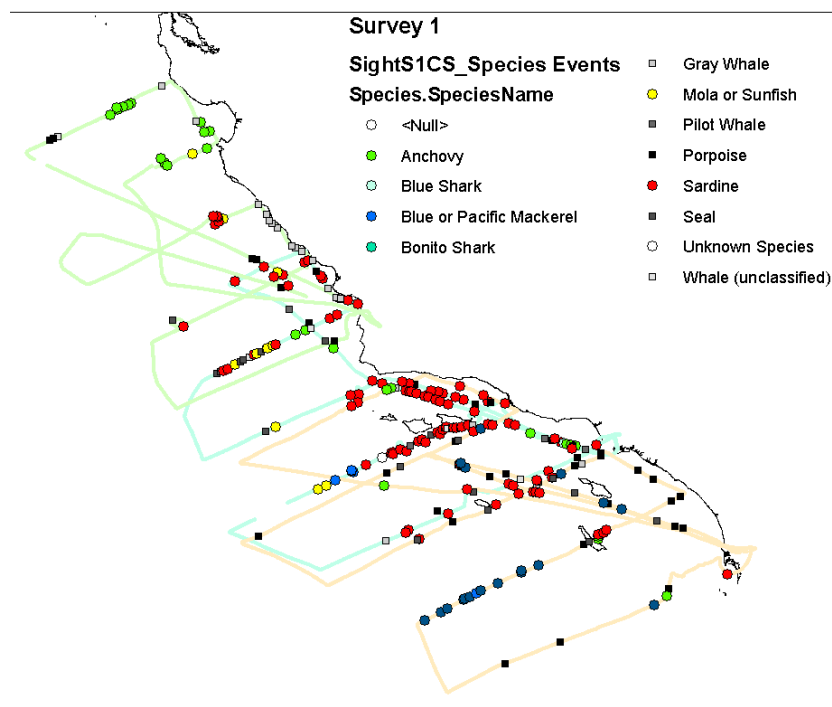 Survey 1
SightS1CS_Species Events
Species.SpeciesName
<Null>
Anchovy
Blue Shark
Blue or Pacific Mackerel
Bonito Shark
Gray Whale
Mola or Sunfish
Pilot Whale
Porpoise
Sardine
Seal
Unknown Species
Whale (unclassified)